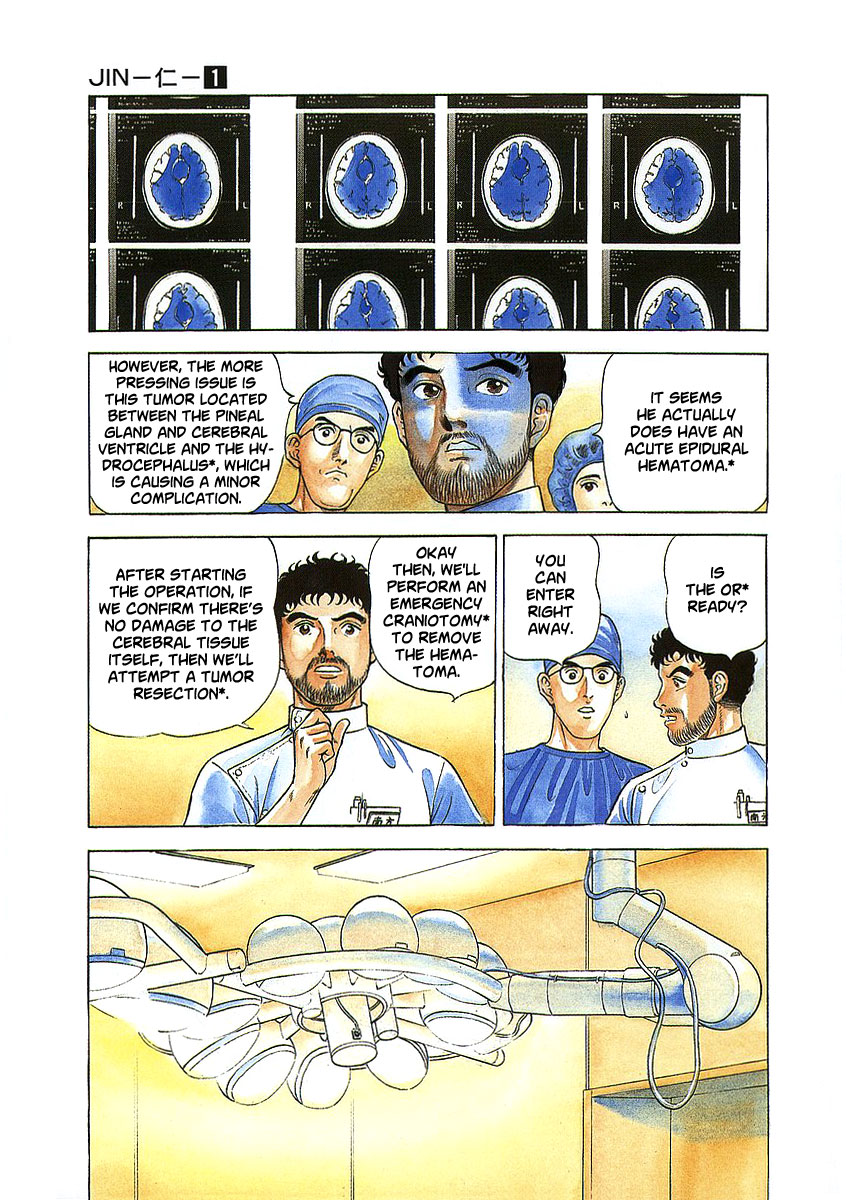 JIN－仁－1
R
L
R
L
R
L
IT SEEMS
HE ACTUALLY
DOES HAVE AN
ACUTE EPIDURAL
HEMATOMA.*
HOWEVER, THE MORE
PRESSING ISSUE IS
THIS TUMOR LOCATED
BETWEEN THE PINEAL
GLAND AND CEREBRAL
VENTRICLE AND THE HY-
DROCEPHALUS*, WHICH
IS CAUSING A MINOR
COMPLICATION.
IS
THE OR*
READY?
YOU
CAN
ENTER
RIGHT
AWAY.
OKAY
THEN, WE'LL
PERFORM AN
EMERGENCY
CRANIOTOMY*
TO REMOVE
THE HEMA-
TOMA.
AFTER STARTING
THE OPERATION, IF
WE CONFIRM THERE'S
NO DAMAGE TO THE
CEREBRAL TISSUE
ITSELF, THEN WE'LL
ATTEMPT A TUMOR
RESECTION*.